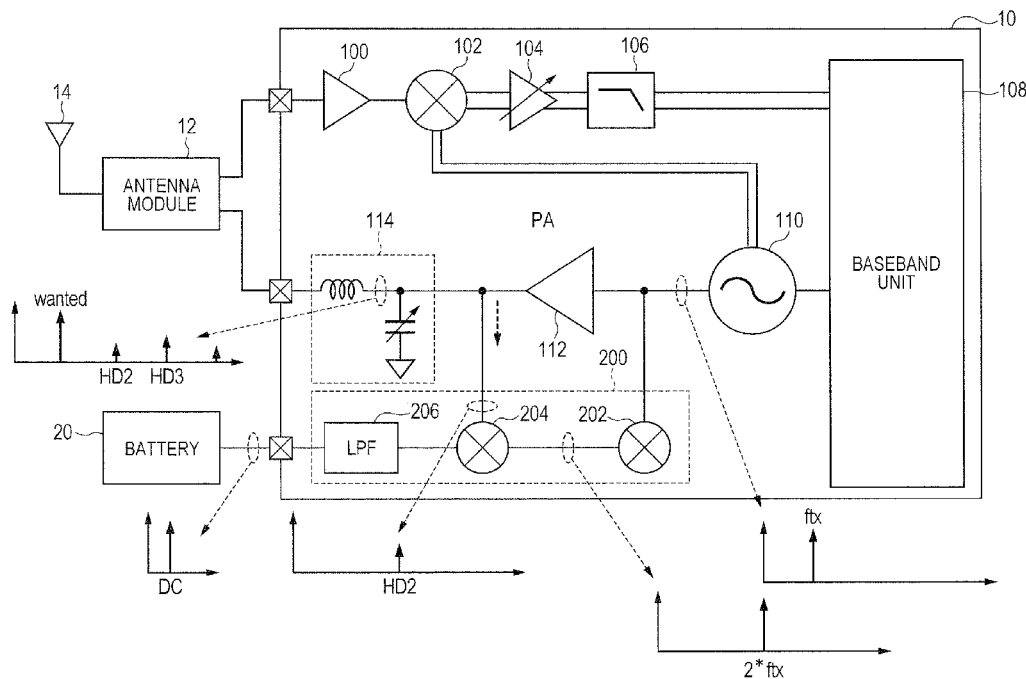 10
100
102
104
106
108
14
12
ANTENNA
MODULE
PA
114
110
BASEBAND
UNIT
wanted
112
HD2
HD3
200
20
BATTERY
206
LPF
204
202
ftx
DC
HD2
2*ftx